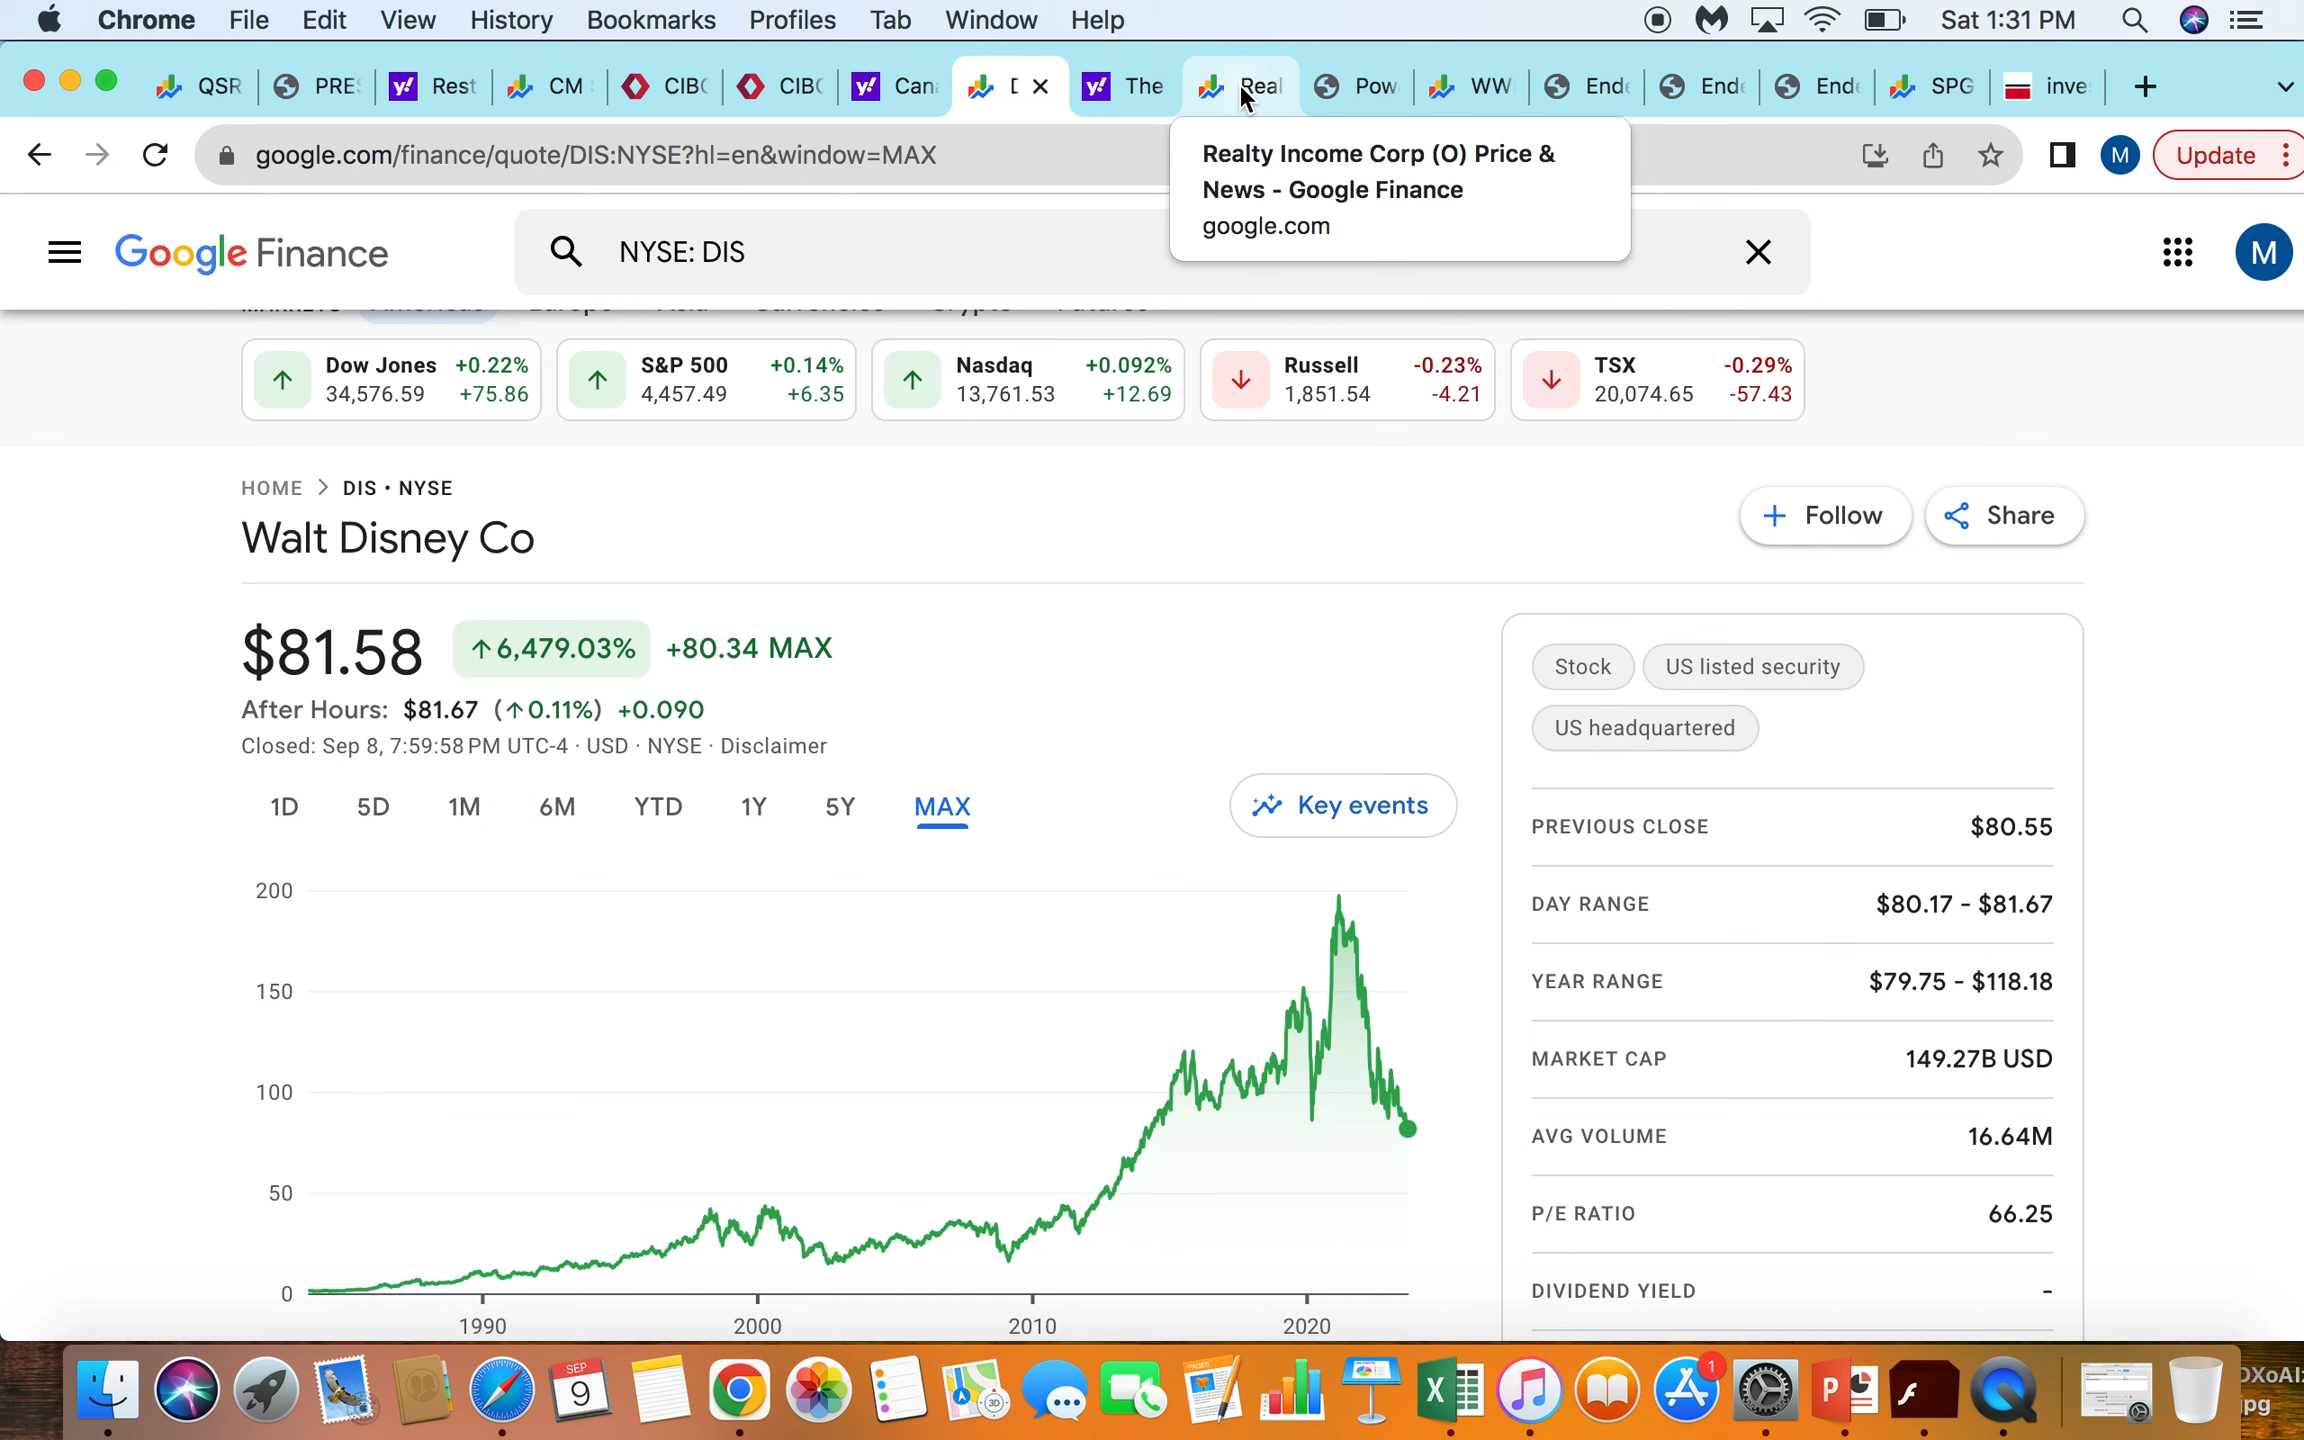 Chrome File Edit View History Bookmarks Profiles Tab Window Help Sat 1:31 PM
QSR PRE Rest CM CIBC CIBC Can D The Real Pow WW Ende Ende Ende SPG inve
google.com/finance/quote/DIS:NYSE?hl=en&window=MAX M Update
Realty Income Corp (O) Price &
News - Google Finance
google.com
Google Finance NYSE: DIS M
Dow Jones +0.22% S&P 500 +0.14% Nasdaq +0.092% Russell -0.23% TSX -0.29%
34,576.59 +75.86 4,457.49 +6.35 13,761.53 +12.69 1,851.54 -4.21 20,074.65 -57.43
HOME > DIS • NYSE
Walt Disney Co
Follow Share
$81.58 ↑6,479.03% +80.34 MAX
After Hours: $81.67 (↑0.11%) +0.090
Closed: Sep 8, 7:59:58 PM UTC-4 · USD · NYSE · Disclaimer
1D 5D 1M 6M YTD 1Y 5Y MAX Key events
200
150
100
50
0
1990 2000 2010 2020
Stock US listed security
US headquartered
PREVIOUS CLOSE $80.55
DAY RANGE $80.17 - $81.67
YEAR RANGE $79.75 - $118.18
MARKET CAP 149.27B USD
AVG VOLUME 16.64M
P/E RATIO 66.25
DIVIDEND YIELD -
SEP
9
PAGES
3D
1